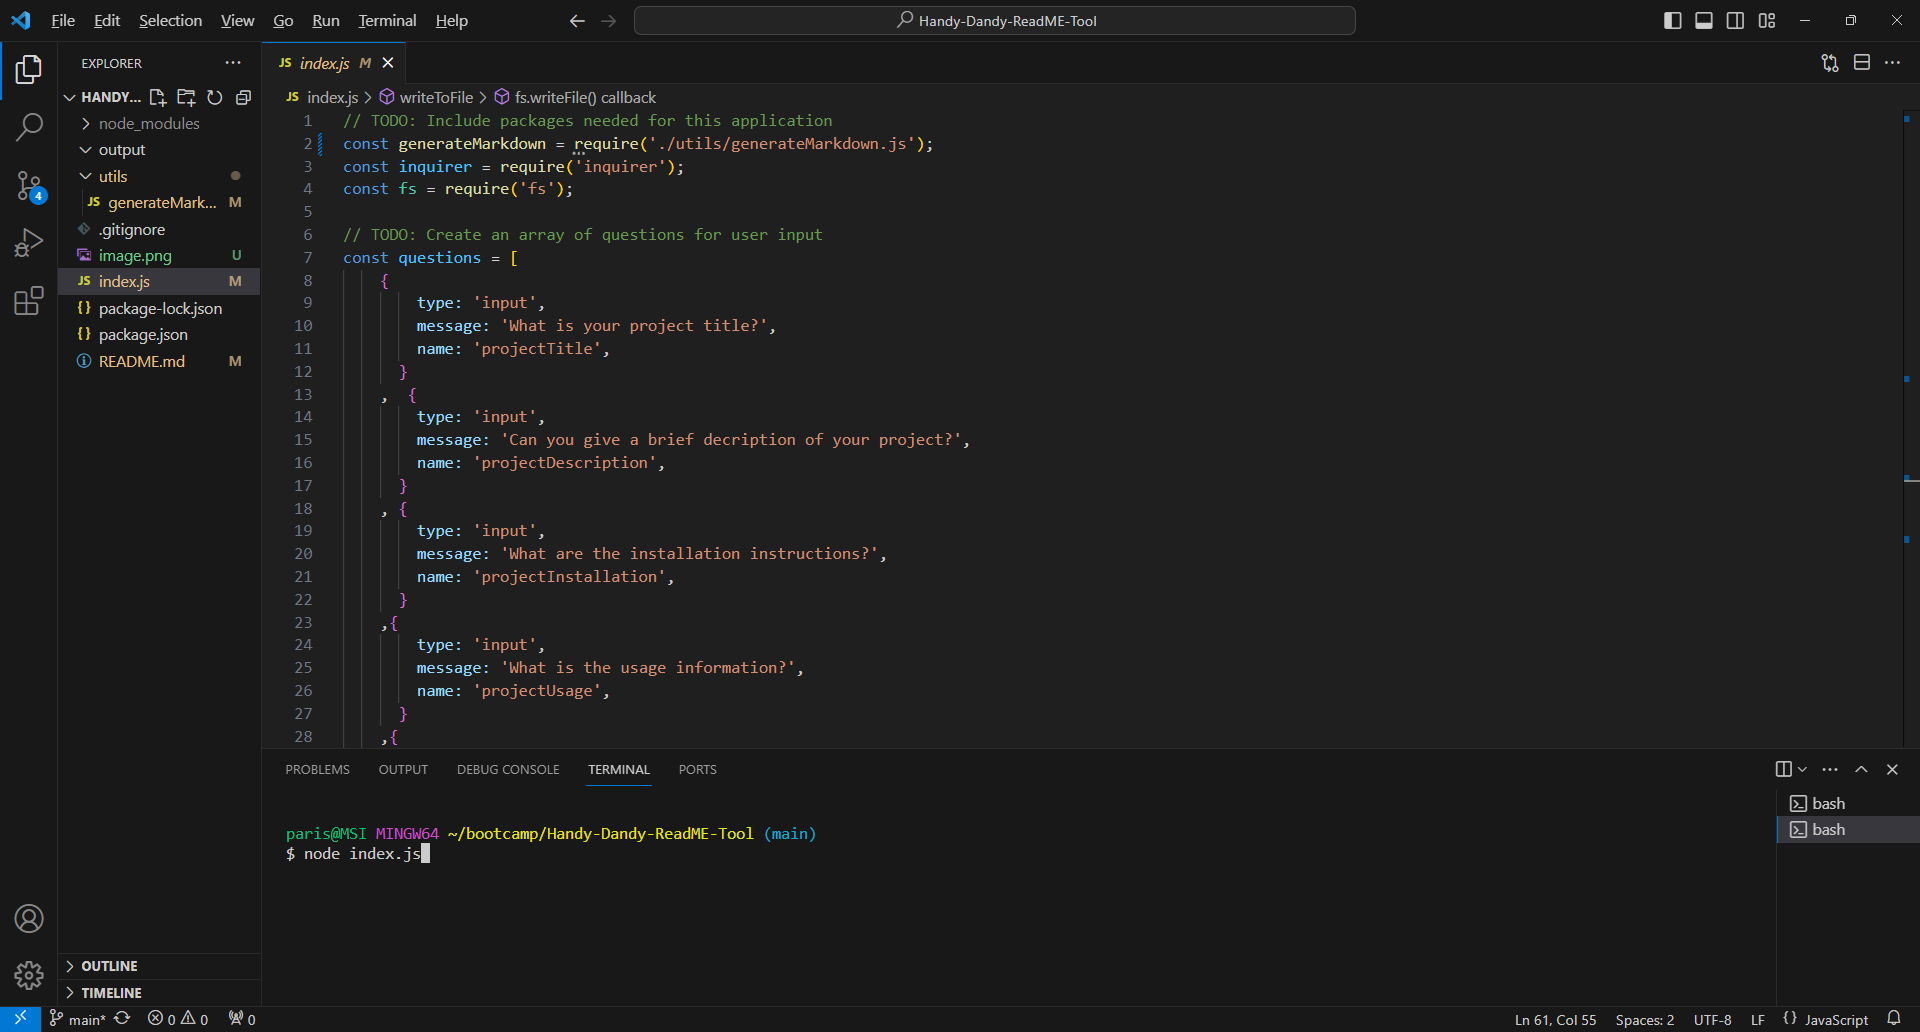 File Edit Selection View Go Run Terminal Help
Handy-Dandy-ReadME-Tool
EXPLORER
HANDY...
node_modules
output
utils
JS generateMark... M
.gitignore
image.png U
JS index.js M
{} package-lock.json
{} package.json
README.md M
OUTLINE
TIMELINE
4
JS index.js M
JS index.js > writeToFile > fs.writeFile() callback
1 // TODO: Include packages needed for this application
2 const generateMarkdown = require('./utils/generateMarkdown.js');
3 const inquirer = require('inquirer');
4 const fs = require('fs');
5
6 // TODO: Create an array of questions for user input
7 const questions = [
8 {
9 type: 'input',
10 message: 'What is your project title?',
11 name: 'projectTitle',
12 }
13 , {
14 type: 'input',
15 message: 'Can you give a brief decription of your project?',
16 name: 'projectDescription',
17 }
18 , {
19 type: 'input',
20 message: 'What are the installation instructions?',
21 name: 'projectInstallation',
22 }
23 ,{
24 type: 'input',
25 message: 'What is the usage information?',
26 name: 'projectUsage',
27 }
28 ,{
PROBLEMS OUTPUT DEBUG CONSOLE TERMINAL PORTS
paris@MSI MINGW64 ~/bootcamp/Handy-Dandy-ReadME-Tool (main)
$ node index.js
bash
bash
main* 0 0 0
Ln 61, Col 55 Spaces: 2 UTF-8 LF {} JavaScript